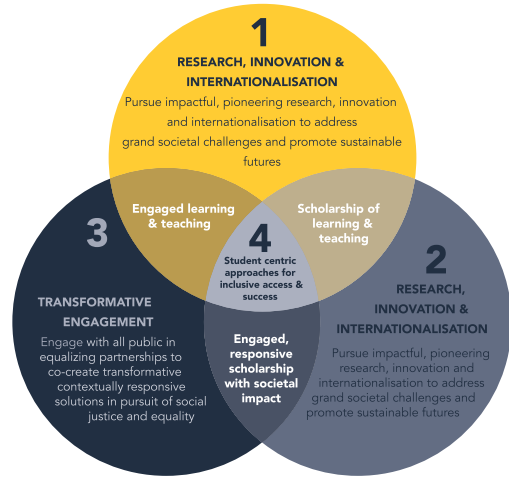 1
RESEARCH, INNOVATION &
INTERNATIONALISATION
Pursue impactful, pioneering research, innovation
and internationalisation to address
grand societal challenges and promote sustainable
futures
Engaged learning
& teaching
Scholarship of
learning &
teaching
3
TRANSFORMATIVE
ENGAGEMENT
Engage with all public in
equalizing partnerships to
co-create transformative
contextually responsive
solutions in pursuit of social
justice and equality
4
Student centric
approaches for
inclusive access &
success
Engaged,
responsive
scholarship
with societal
impact
2
RESEARCH,
INNOVATION &
INTERNATIONALISATION
Pursue impactful, pioneering
research, innovation and
internationalisation to address
grand societal challenges and
promote sustainable futures